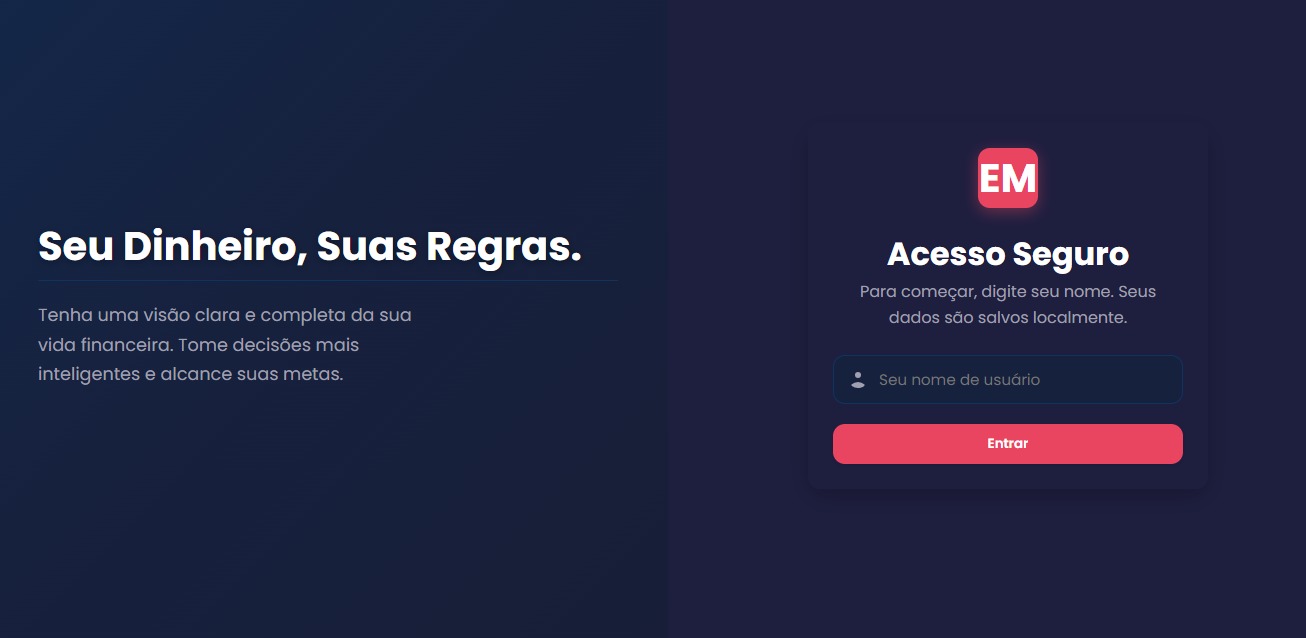 Seu Dinheiro, Suas Regras.
Tenha uma visão clara e completa da sua
vida financeira. Tome decisões mais
inteligentes e alcance suas metas.
EM
Acesso Seguro
Para começar, digite seu nome. Seus
dados são salvos localmente.
Seu nome de usuário
Entrar